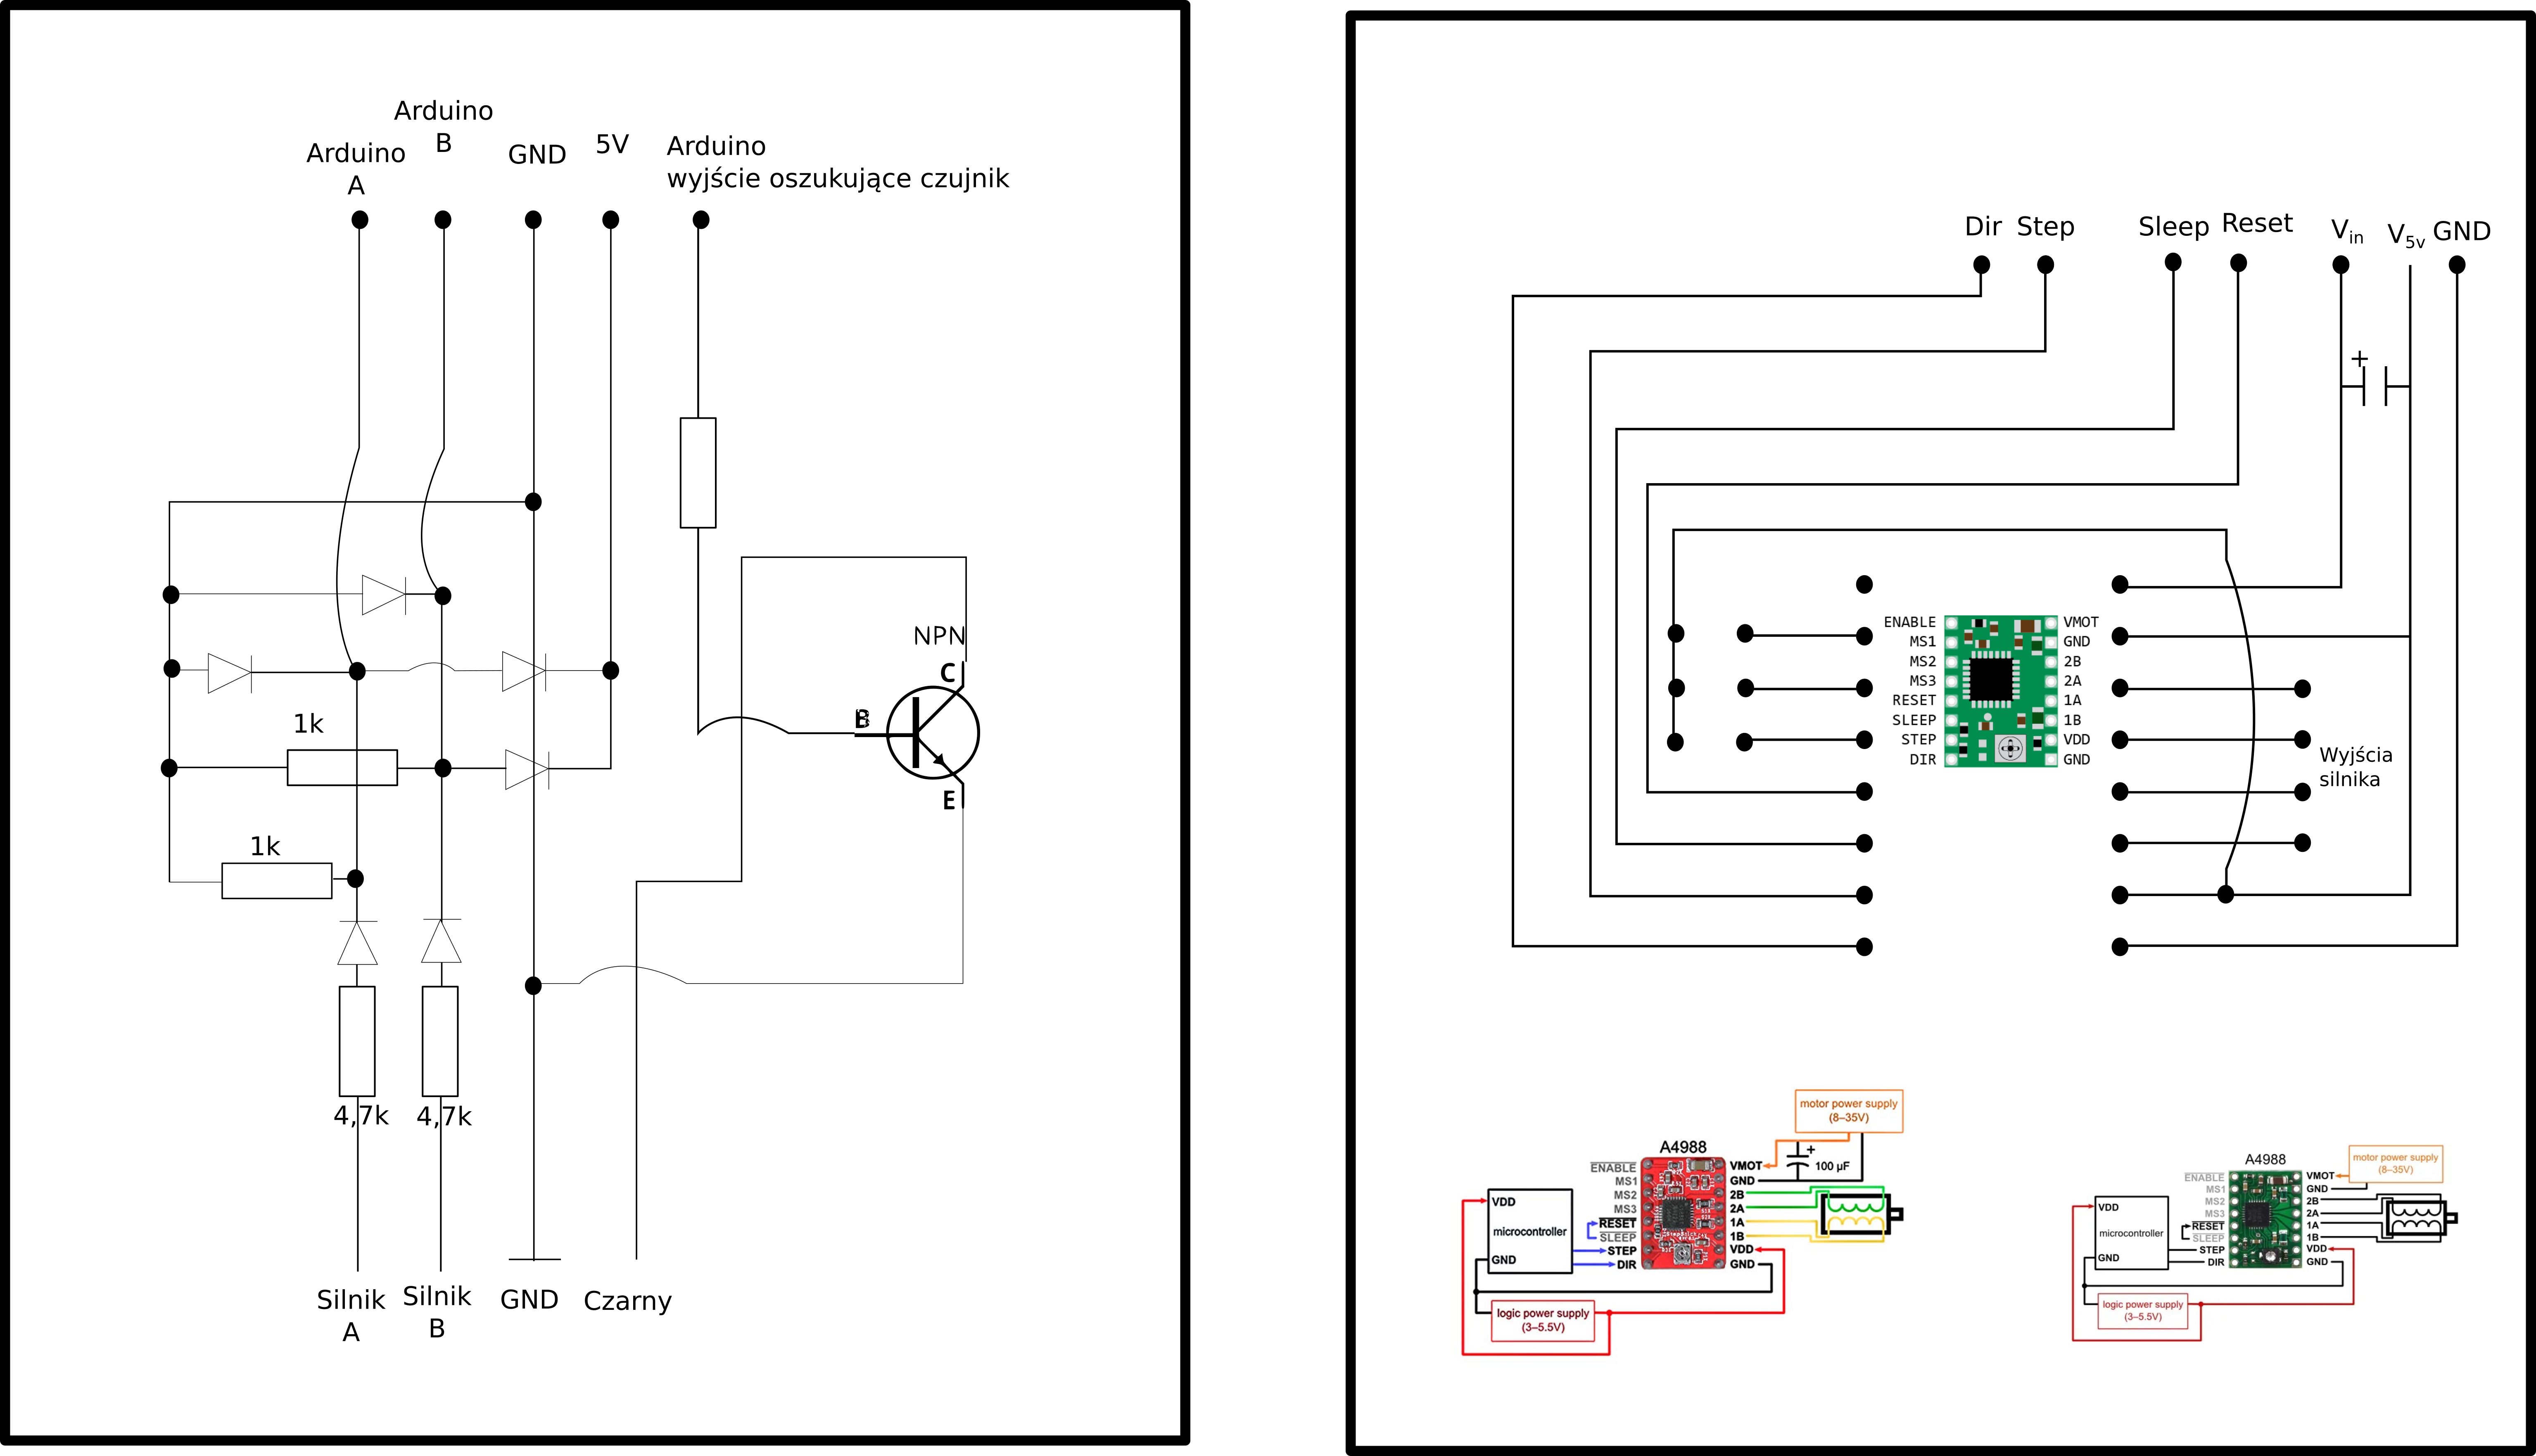 Arduino
A
Arduino
B
GND
5V
Arduino
wyjście oszukujące czujnik
NPN
C
B
E
1k
1k
4,7k
4,7k
Silnik
A
Silnik
B
GND
Czarny
Dir
Step
Sleep
Reset
Vin
V5v
GND
+
ENABLE
MS1
MS2
MS3
RESET
SLEEP
STEP
DIR
VMOT
GND
2B
2A
1A
1B
VDD
GND
Wyjścia
silnika
motor power supply
(8–35V)
A4988
+
100 µF
ENABLE
MS1
MS2
MS3
RESET
SLEEP
STEP
DIR
VMOT
GND
2B
2A
1A
1B
VDD
GND
VDD
microcontroller
GND
logic power supply
(3–5.5V)
motor power supply
(8–35V)
A4988
ENABLE
MS1
MS2
MS3
RESET
SLEEP
STEP
DIR
VMOT
GND
2B
2A
1A
1B
VDD
GND
VDD
microcontroller
GND
logic power supply
(3–5.5V)